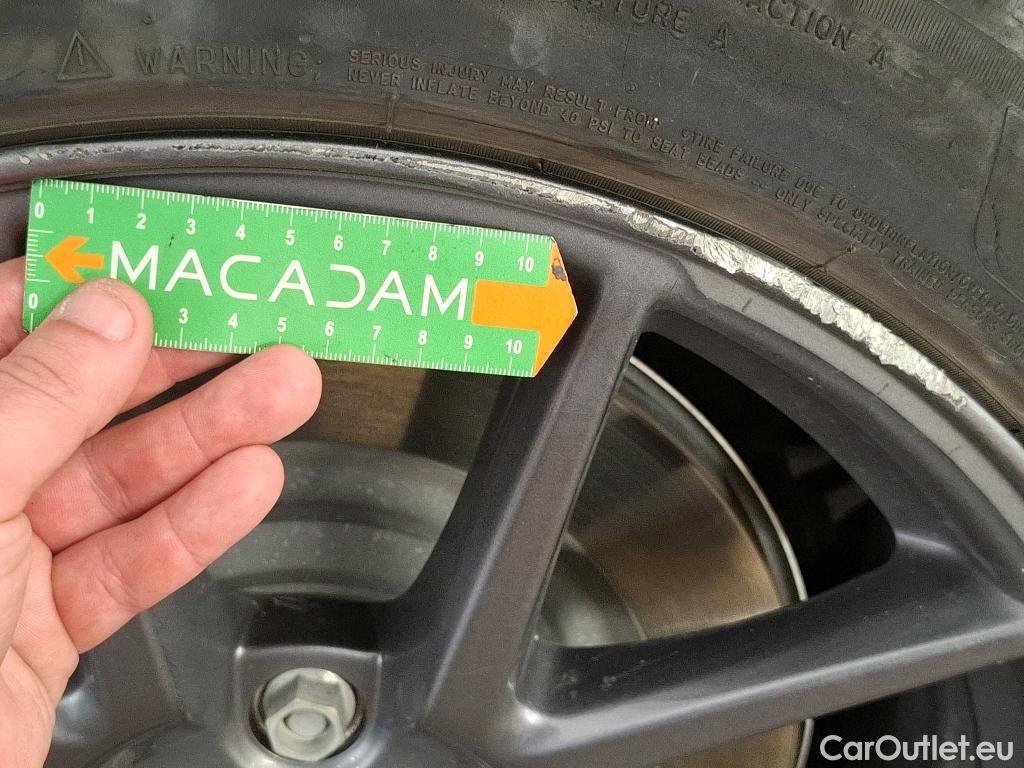 ACTION A
ATURE A
WARNING:
SERIOUS INJURY MAY RESULT FROM: TIRE FAILURE DUE TO
NEVER INFLATE BEYOND 40 PSI TO SEAT BEADS - ONLY SPECIALLY TRAINED
0 1 2 3 4 5 6 7 8 9 10
MACADAM
0 3 4 5 6 7 8 9 10
CarOutlet.eu